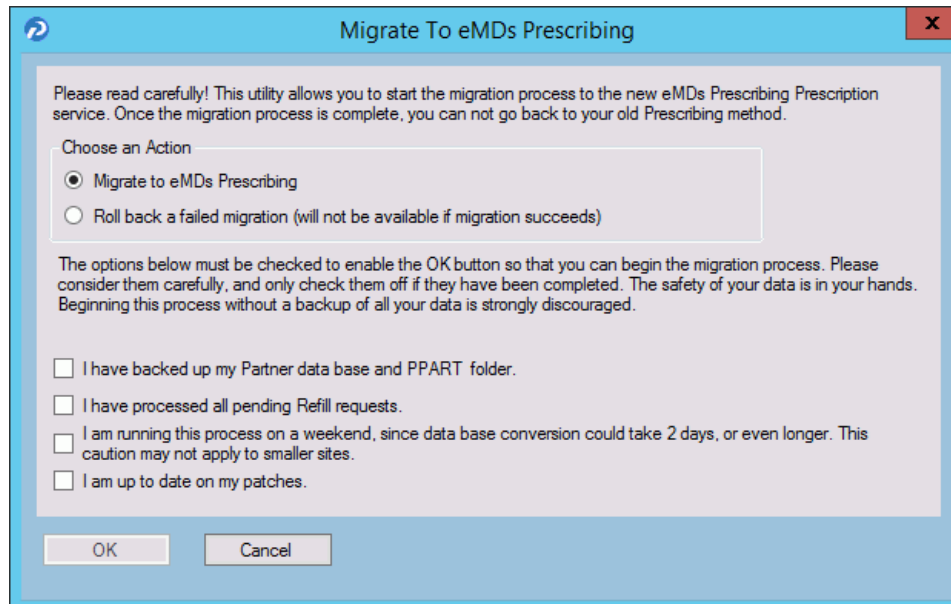 Migrate To eMDs Prescribing
x
Please read carefully! This utility allows you to start the migration process to the new eMDs Prescribing Prescription
service. Once the migration process is complete, you can not go back to your old Prescribing method.
Choose an Action
Migrate to eMDs Prescribing
Roll back a failed migration (will not be available if migration succeeds)
The options below must be checked to enable the OK button so that you can begin the migration process. Please
consider them carefully, and only check them off if they have been completed. The safety of your data is in your hands.
Beginning this process without a backup of all your data is strongly discouraged.
I have backed up my Partner data base and PPART folder.
I have processed all pending Refill requests.
I am running this process on a weekend, since data base conversion could take 2 days, or even longer. This
caution may not apply to smaller sites.
I am up to date on my patches.
OK
Cancel